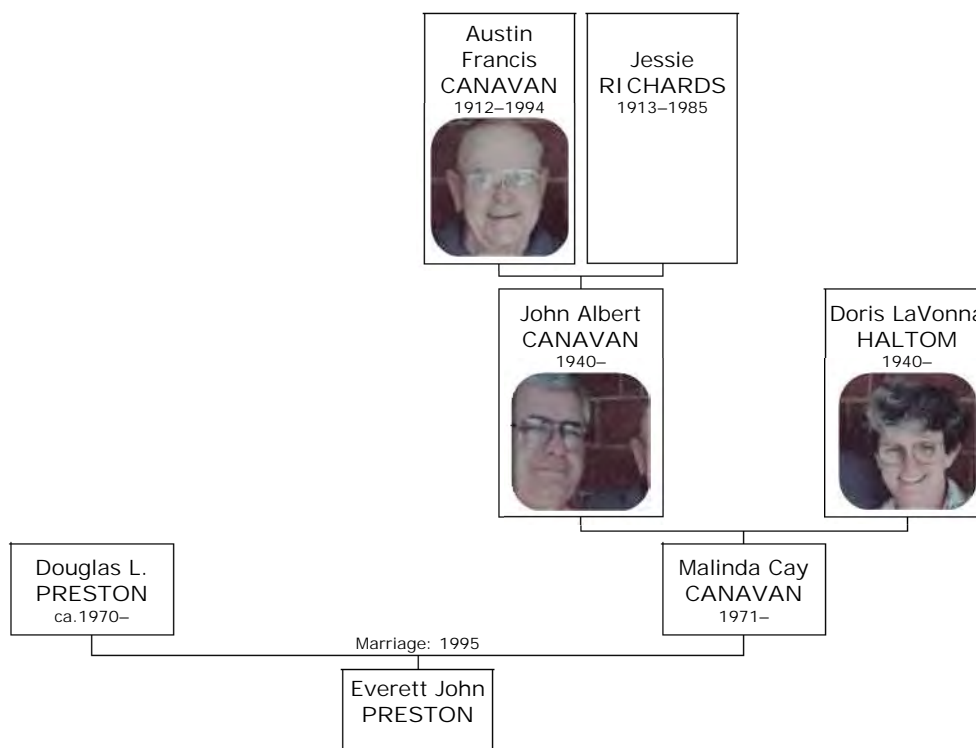 Austin
Francis
CANAVAN
1912–1994
Jessie
RICHARDS
1913–1985
John Albert
CANAVAN
1940–
Doris LaVonna
HALTOM
1940–
Douglas L.
PRESTON
ca.1970–
Malinda Cay
CANAVAN
1971–
Marriage: 1995
Everett John
PRESTON